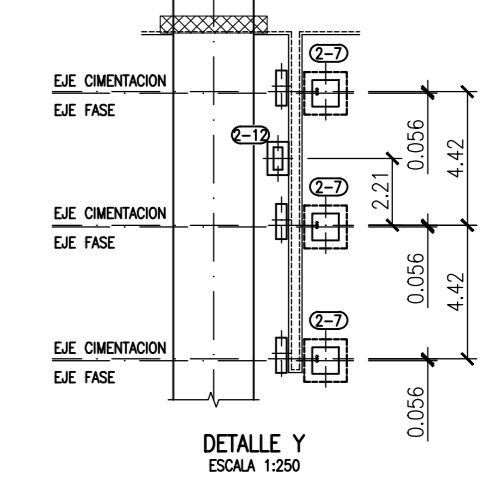 2-7
EJE CIMENTACION
EJE FASE
0.056
4.42
2-12
2.21
2-7
EJE CIMENTACION
EJE FASE
0.056
4.42
2-7
EJE CIMENTACION
EJE FASE
0.056
DETALLE Y
ESCALA 1:250